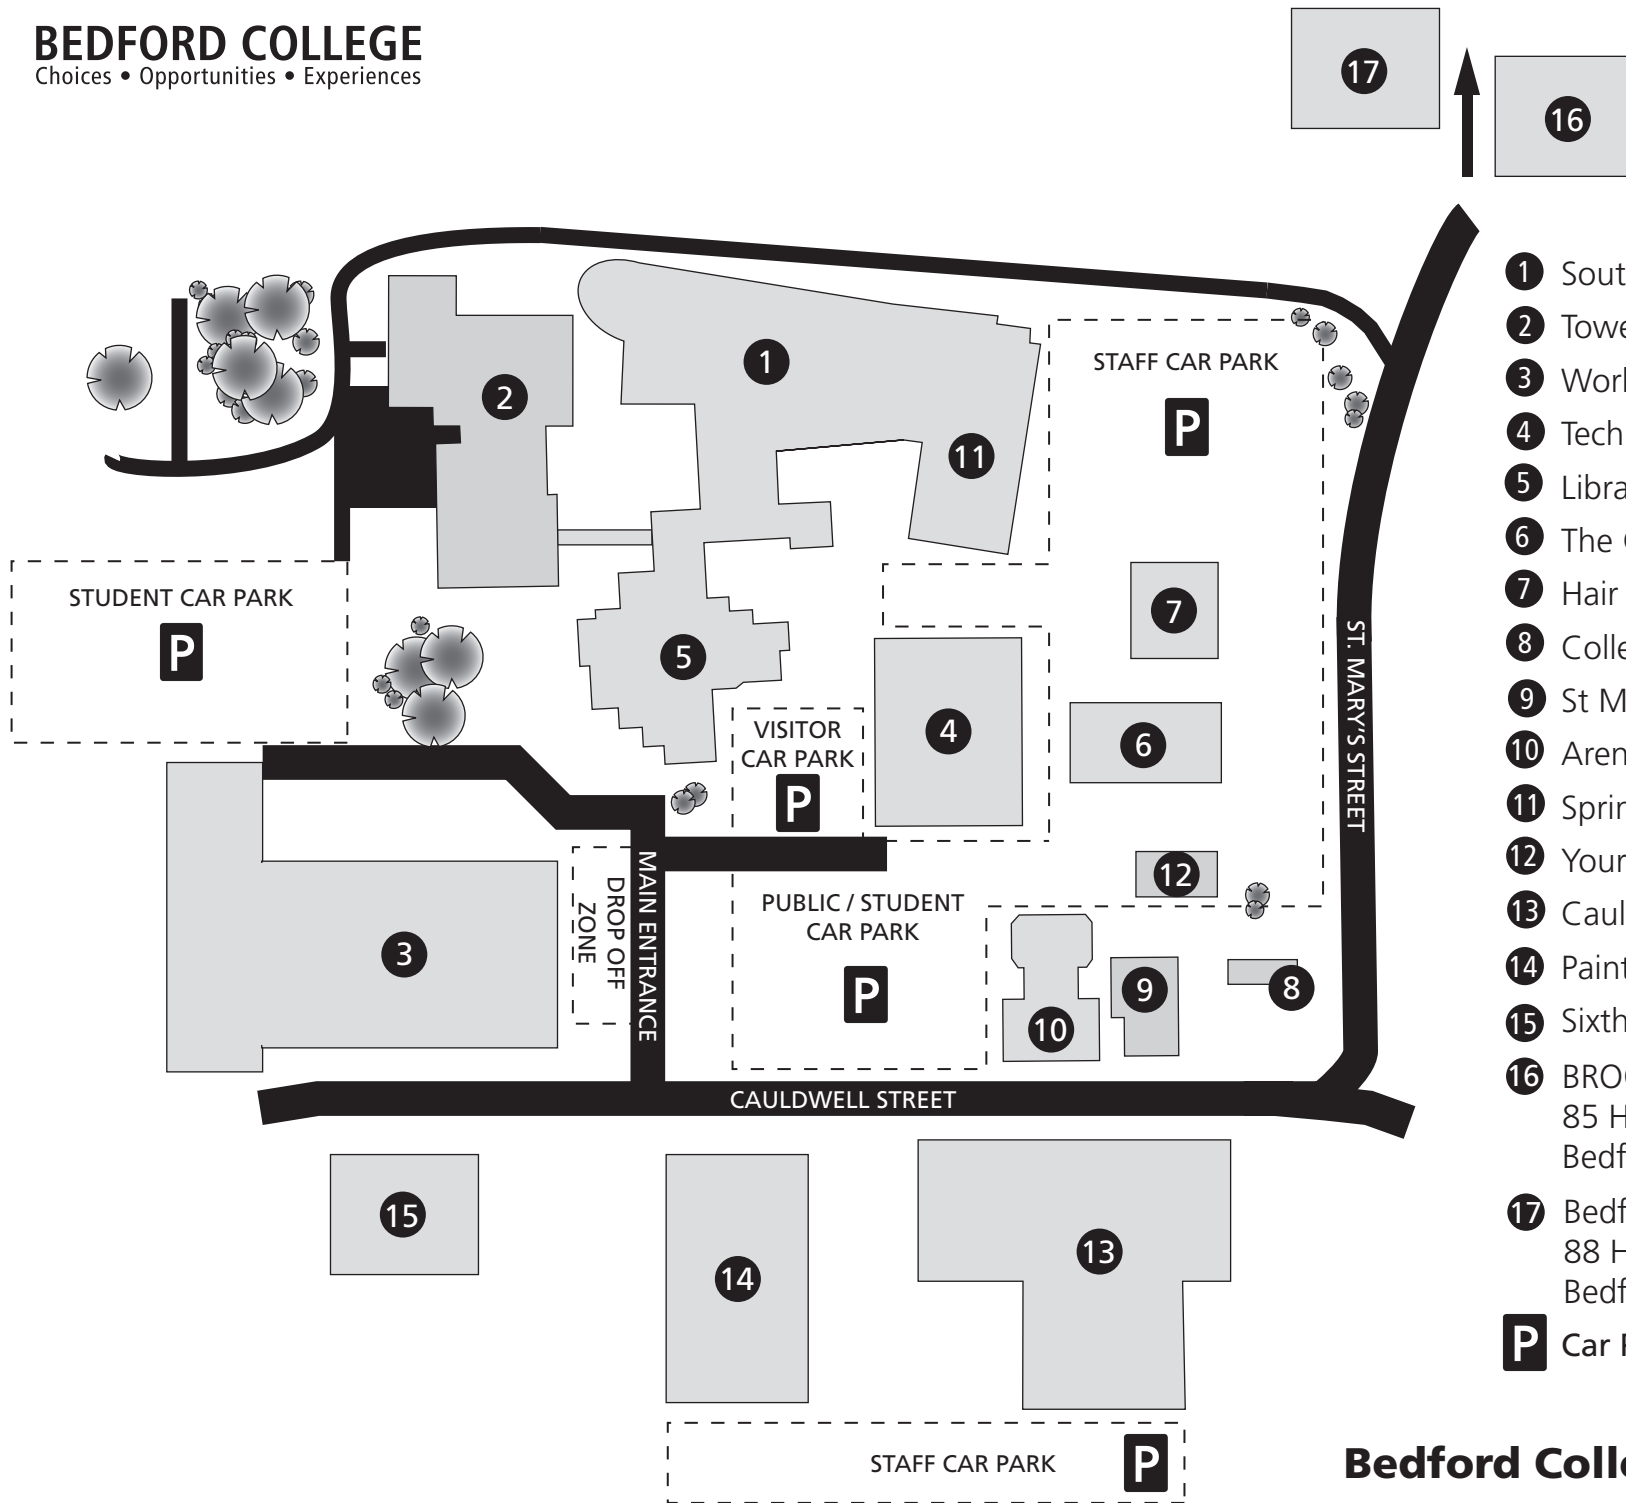 BEDFORD COLLEGE
Choices • Opportunities • Experiences
17
16
1
2
11
STAFF CAR PARK
P
STUDENT CAR PARK
P
5
7
4
6
VISITOR
CAR PARK
P
12
ST. MARY'S STREET
3
DROP OFF
ZONE
MAIN ENTRANCE
PUBLIC / STUDENT
CAR PARK
P
10
9
8
CAULDWELL STREET
15
14
13
STAFF CAR PARK
P
1 Sout
2 Towe
3
4 Tech
5 Libra
6 The
7 Hair
8 Colle
9 St M
10 Aren
11 Sprin
12 Your
13 Caul
14 Paint
15 Sixth
16 BRO
85 H
Bedf
17 Bedf
88 H
Bedf
P Car P
Bedford Colle